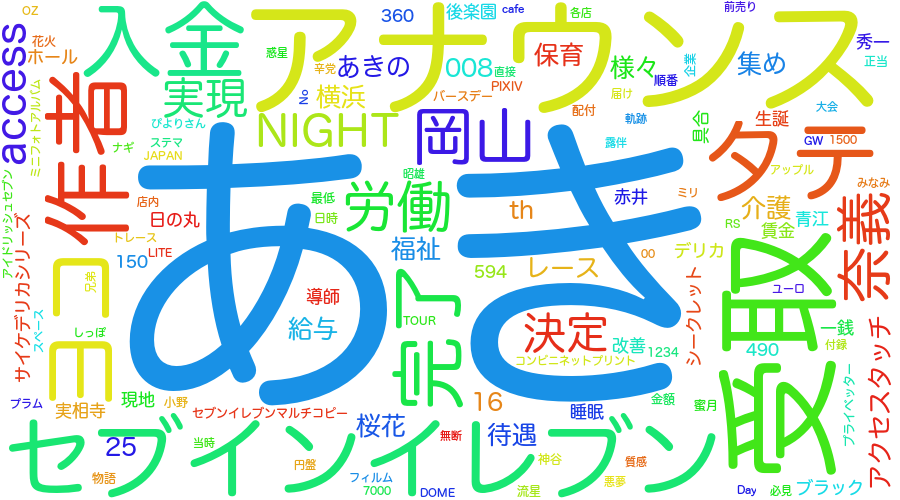 OZ
花火
ホール
access
ミニフォトアルバム
アイドリッシュセブン
サイケデリカシリーズ
スペース
プラム
作者
入金
実現
アナウンス
惑星
辛党
あきの
360
後楽園
cafe
008
直接
PIXIV
No
横浜
バースデー
各店
保育
様々
届け
配付
軌跡
露伴
前売り
企業
順番
集め
秀一
正当
大会
生誕
具合
GW
1500
アップル
ぴよりさん
ステマ
ナギ
JAPAN
NIGHT
岡山
昭雄
最低
日時
労働
店内
日の丸
トレース
LITE
150
あき
th
赤井
ミリ
タテ
介護
青江
賃金
RS
みなみ
奈義
福祉
594
レース
00
デリカ
シークレット
受取
ユーロ
一銭
付録
490
ヨコ
兄弟
しっぽ
導師
給与
完了
TOUR
決定
コンビニネットプリント
改善
1234
アクセスタッチ
プライベッター
実相寺
現地
小野
セブンイレブンマルチコピー
16
睡眠
金額
蜜月
セブンイレブン
25
当時
物語
円盤
桜花
無断
待遇
フィルム
7000
DOME
神谷
流星
質感
悪夢
Day
必見
ブラック